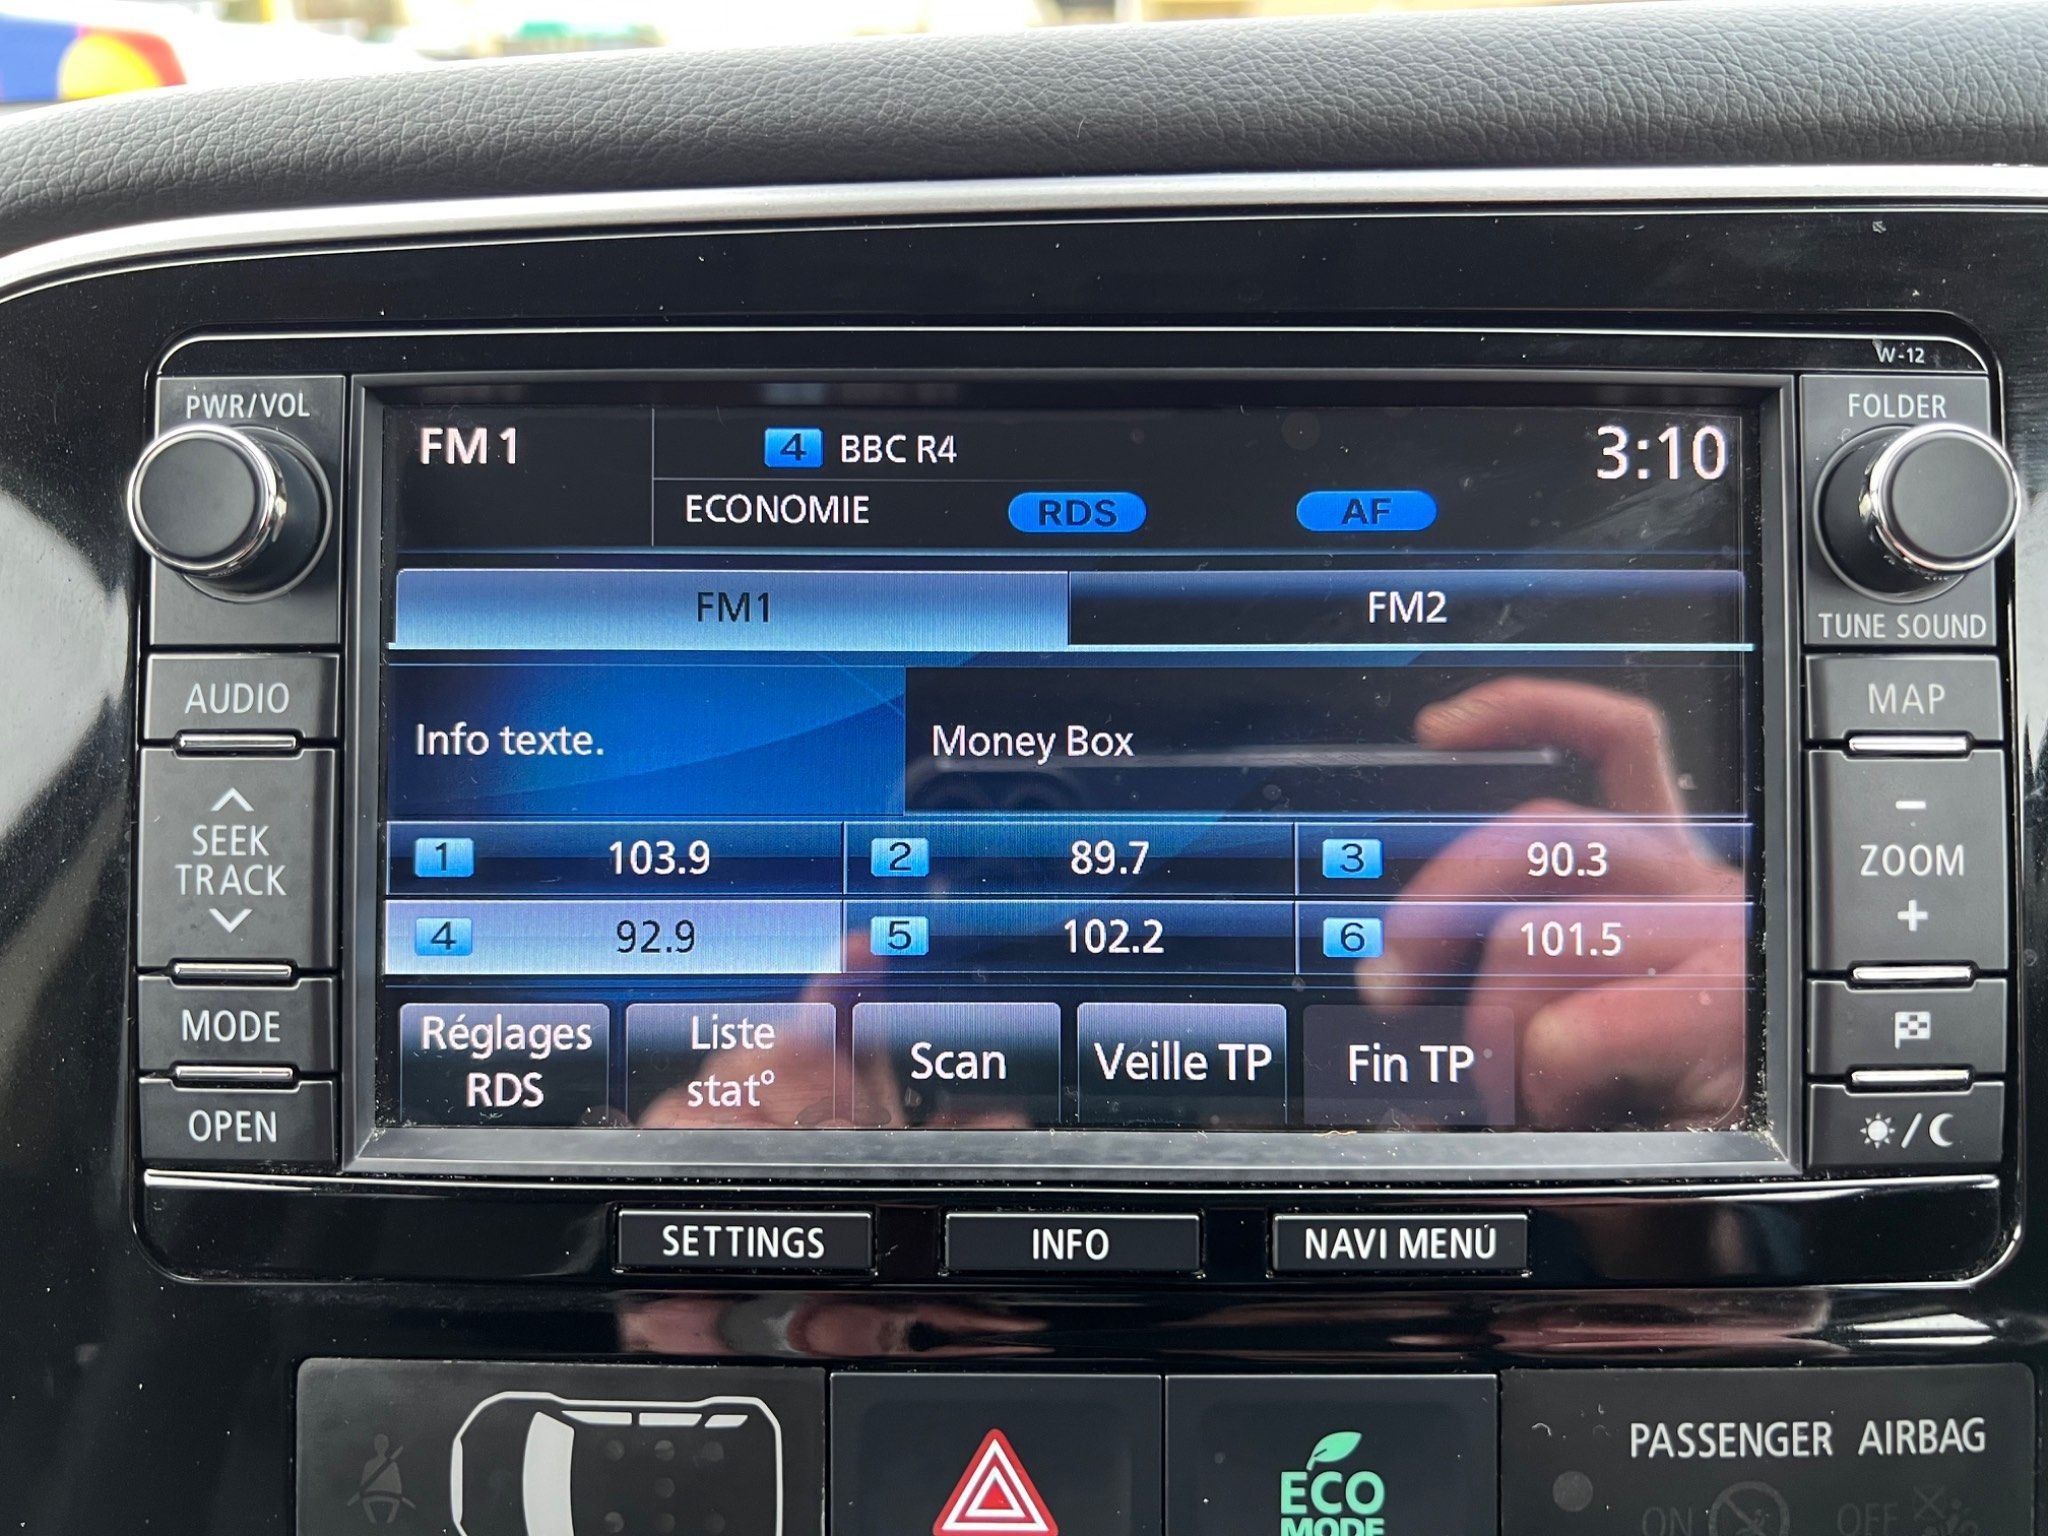 W-12
PWR/VOL
FOLDER
FM 1
4 BBC R4
3:10
ECONOMIE RDS AF
FM1 FM2
TUNE SOUND
AUDIO
MAP
Info texte.
Money Box
SEEK
TRACK
−
ZOOM
+
1 103.9 2 89.7 3 90.3
4 92.9 5 102.2 6 101.5
MODE
OPEN
Réglages
RDS
Liste
stat°
Scan
Veille TP
Fin TP
SETTINGS INFO NAVI MENU
ECO
MODE
PASSENGER AIRBAG
ON OFF